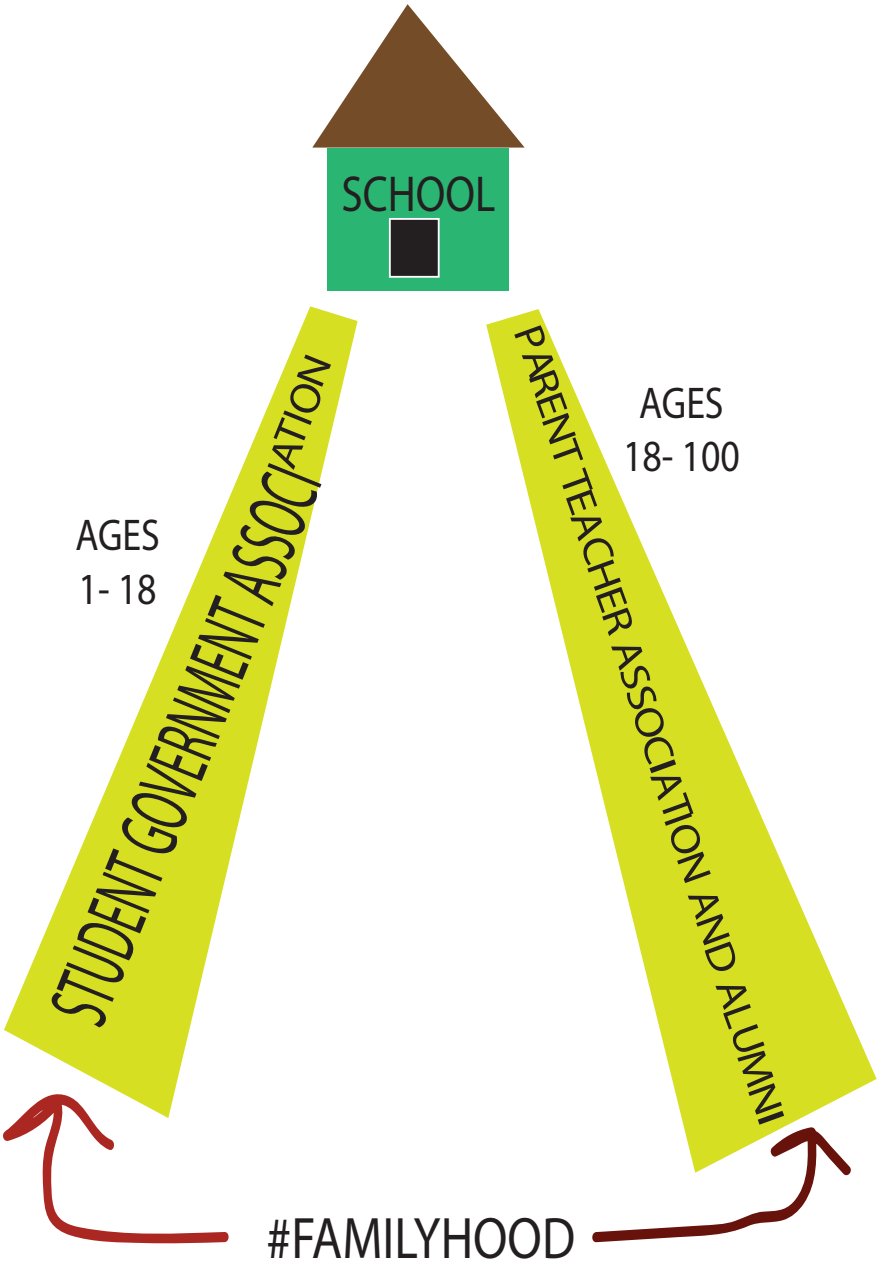 SCHOOL
STUDENT GOVERNMENT ASSOCIATION
PARENT TEACHER ASSOCIATION AND ALUMNI
AGES
18- 100
AGES
1- 18
#FAMILYHOOD